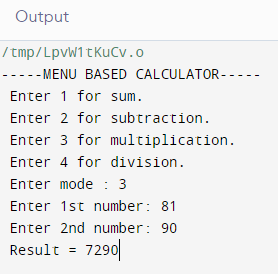 Output
/tmp/LpvW1tKuCv.o
-----MENU BASED CALCULATOR-----
Enter 1 for sum.
Enter 2 for subtraction.
Enter 3 for multiplication.
Enter 4 for division.
Enter mode : 3
Enter 1st number: 81
Enter 2nd number: 90
Result = 7290